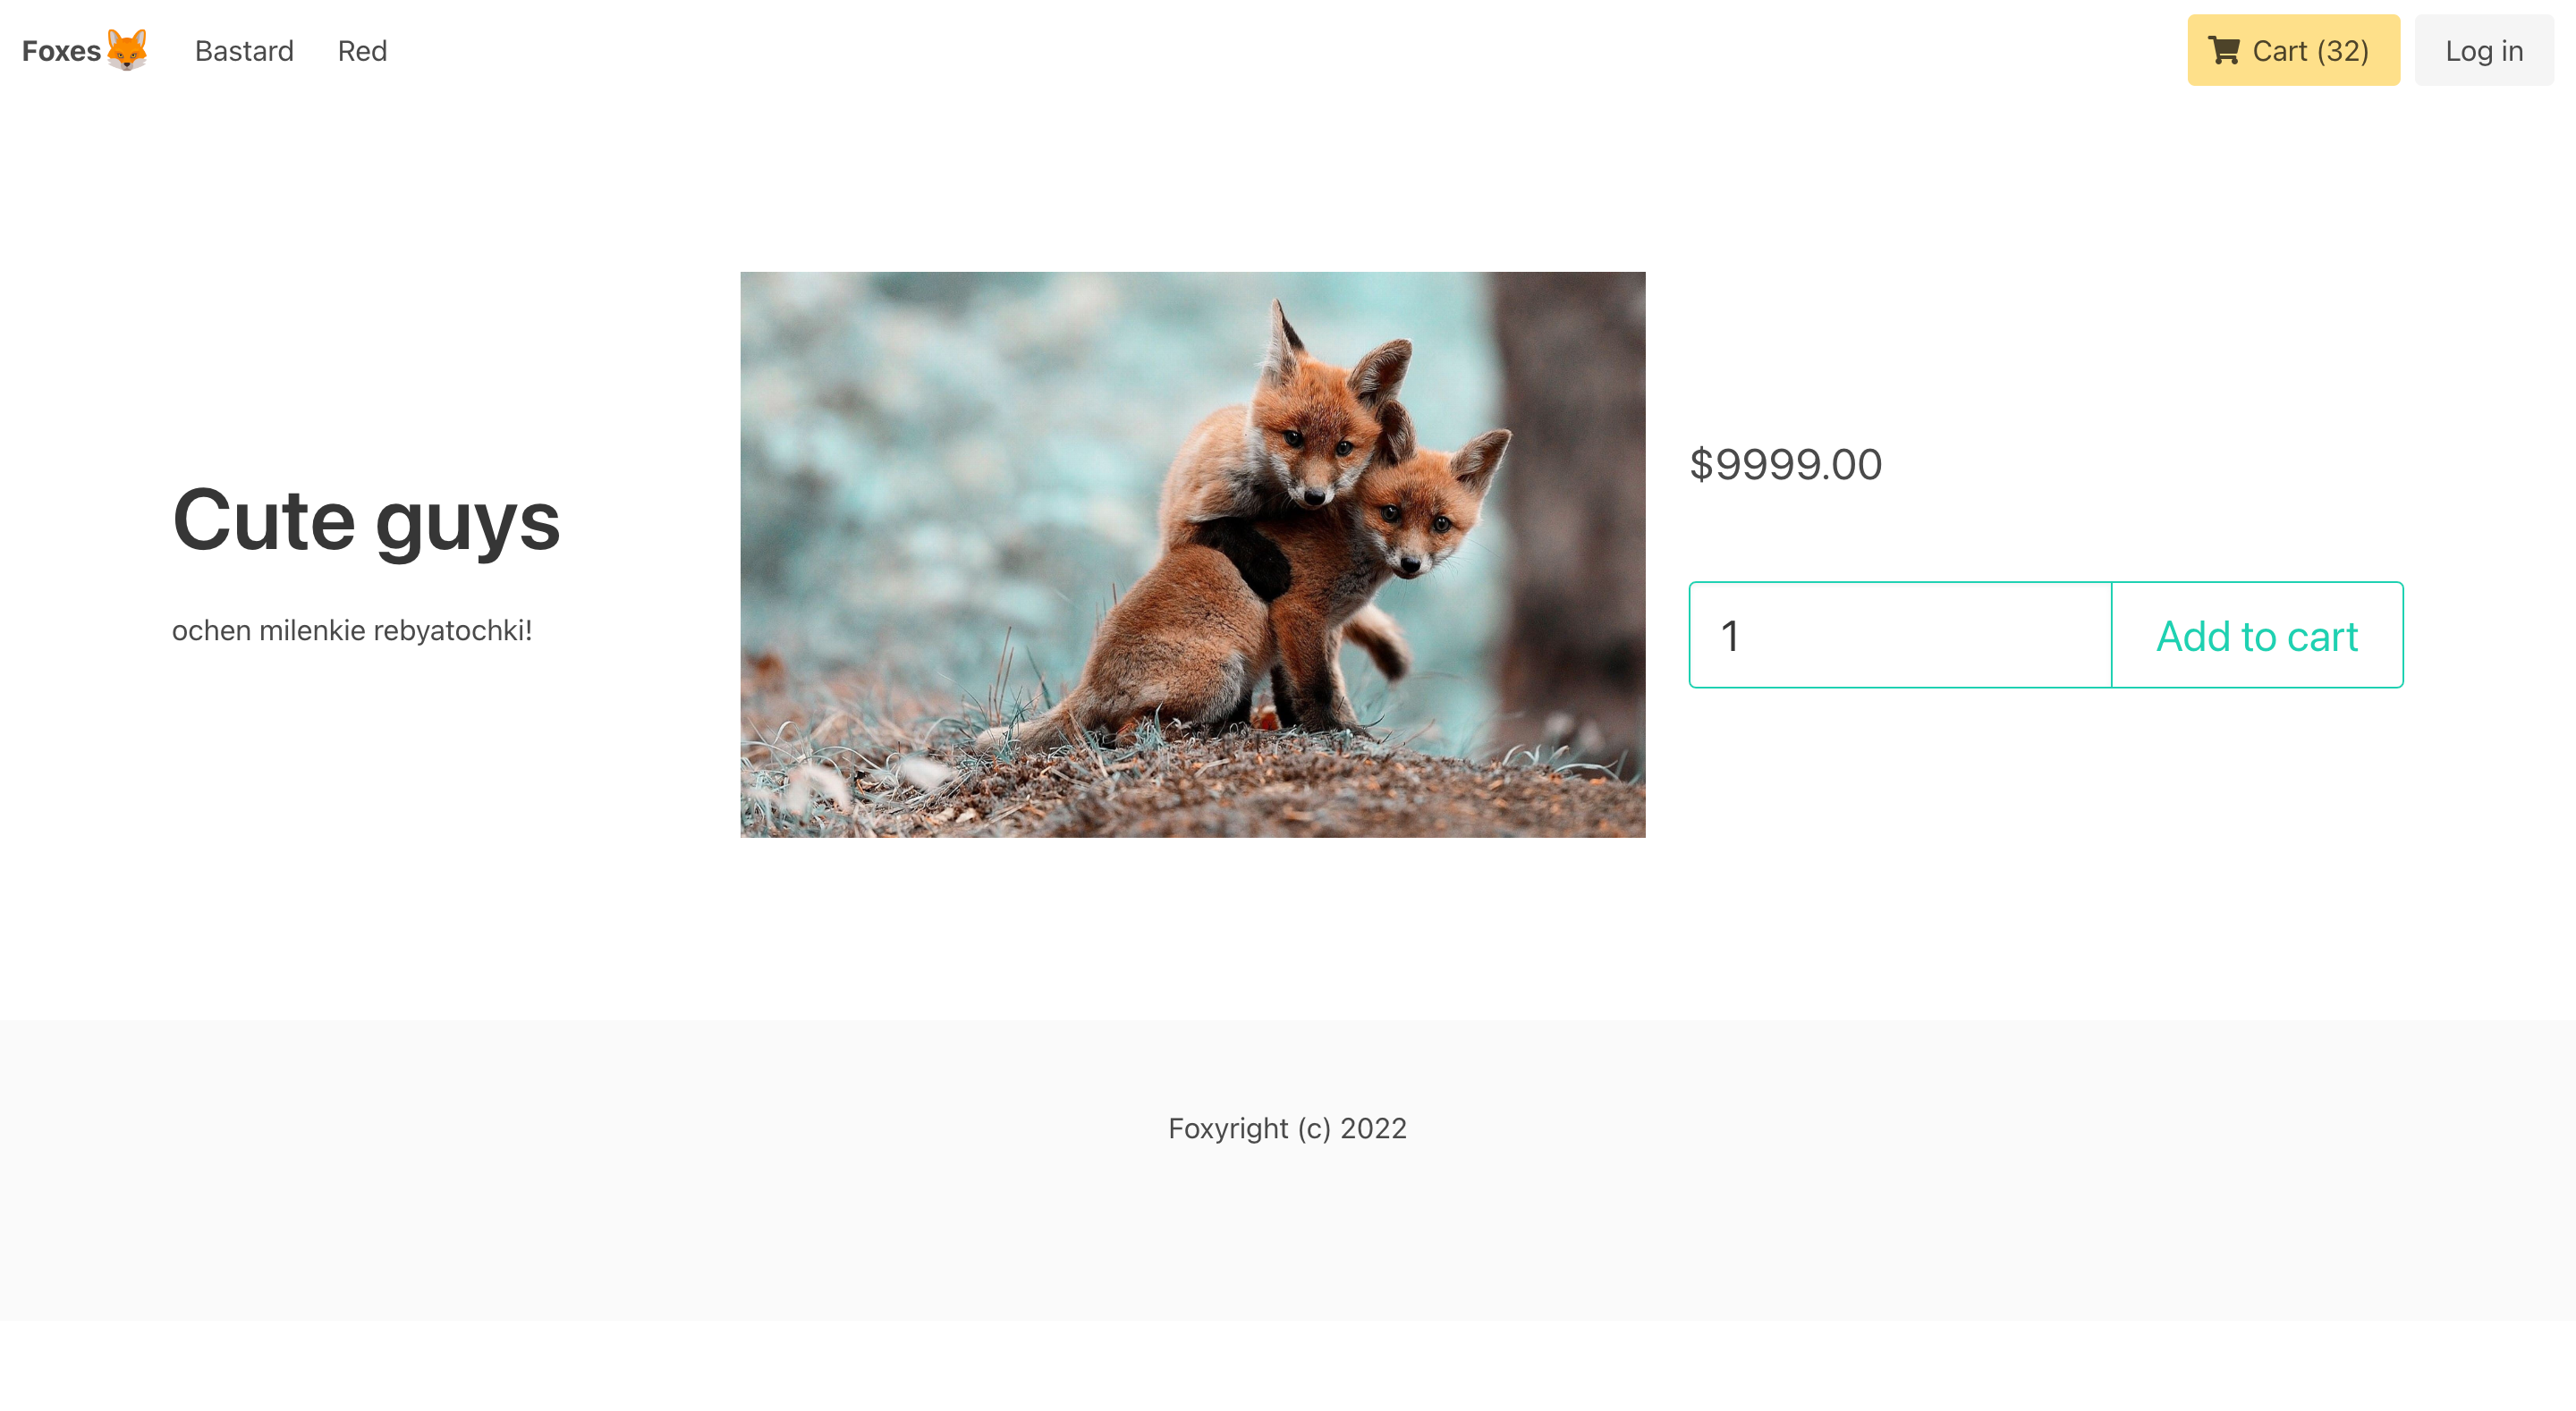 Foxes🦊 Bastard Red Cart (32) Log in
Cute guys
ochen milenkie rebyatochki!
$9999.00
1 Add to cart
Foxyright (c) 2022